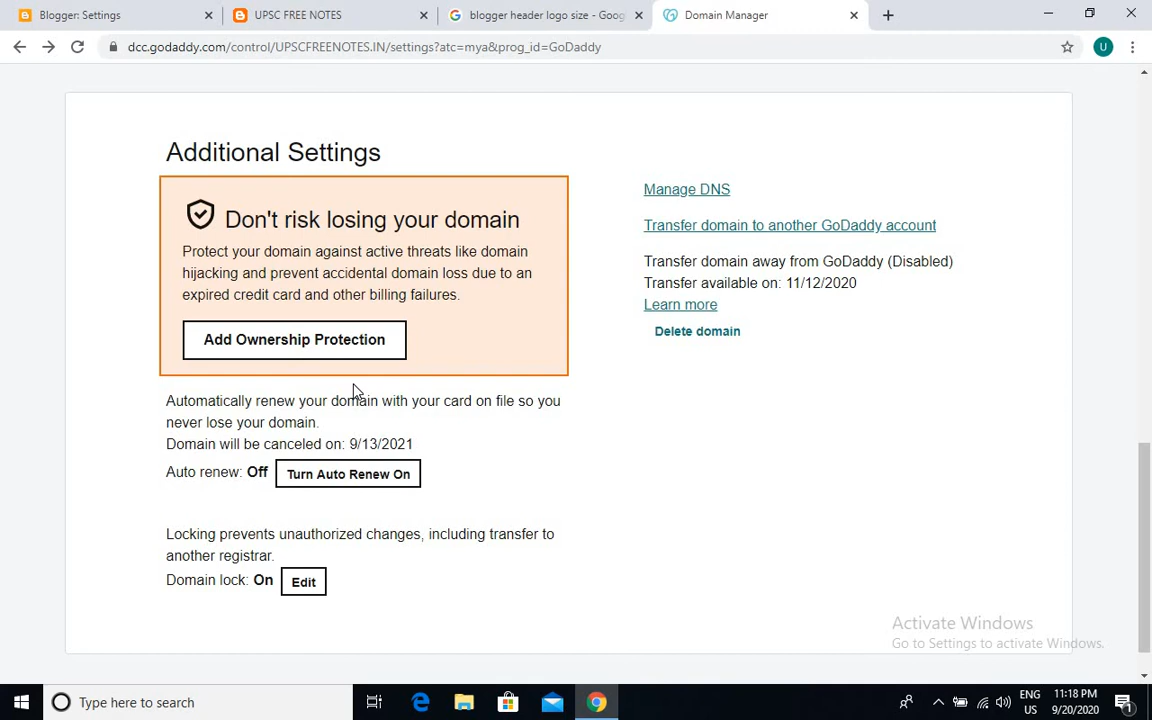 Blogger: Settings
UPSC FREE NOTES
blogger header logo size - Goog
Domain Manager
dcc.godaddy.com/control/UPSCFREENOTES.IN/settings?atc=mya&prog_id=GoDaddy
U
Additional Settings
Don't risk losing your domain
Protect your domain against active threats like domain
hijacking and prevent accidental domain loss due to an
expired credit card and other billing failures.
Add Ownership Protection
Automatically renew your domain with your card on file so you
never lose your domain.
Domain will be canceled on: 9/13/2021
Auto renew: Off Turn Auto Renew On
Locking prevents unauthorized changes, including transfer to
another registrar.
Domain lock: On Edit
Manage DNS
Transfer domain to another GoDaddy account
Transfer domain away from GoDaddy (Disabled)
Transfer available on: 11/12/2020
Learn more
Delete domain
Activate Windows
Go to Settings to activate Windows.
Type here to search
ENG
US
11:18 PM
9/20/2020
1